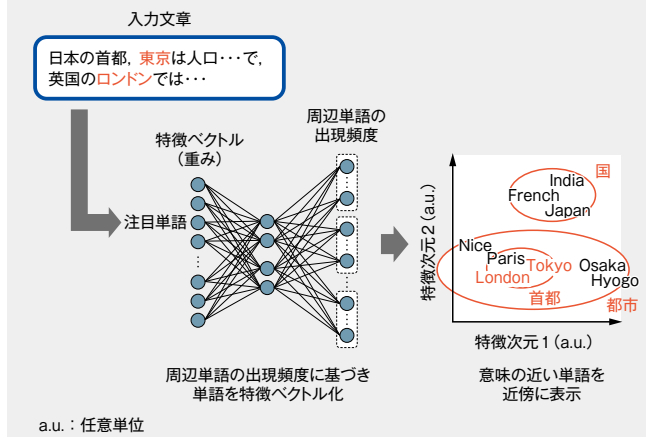 入力文章
日本の首都, 東京は人口･･･で,
英国のロンドンでは･･･
周辺単語の
出現頻度
特徴ベクトル
(重み)
注目単語
特徴次元2 (a.u.)
国
India
French
Japan
Nice
Paris
Tokyo
London
Osaka
Hyogo
首都
都市
特徴次元1 (a.u.)
周辺単語の出現頻度に基づき
単語を特徴ベクトル化
意味の近い単語を
近傍に表示
a.u.：任意単位